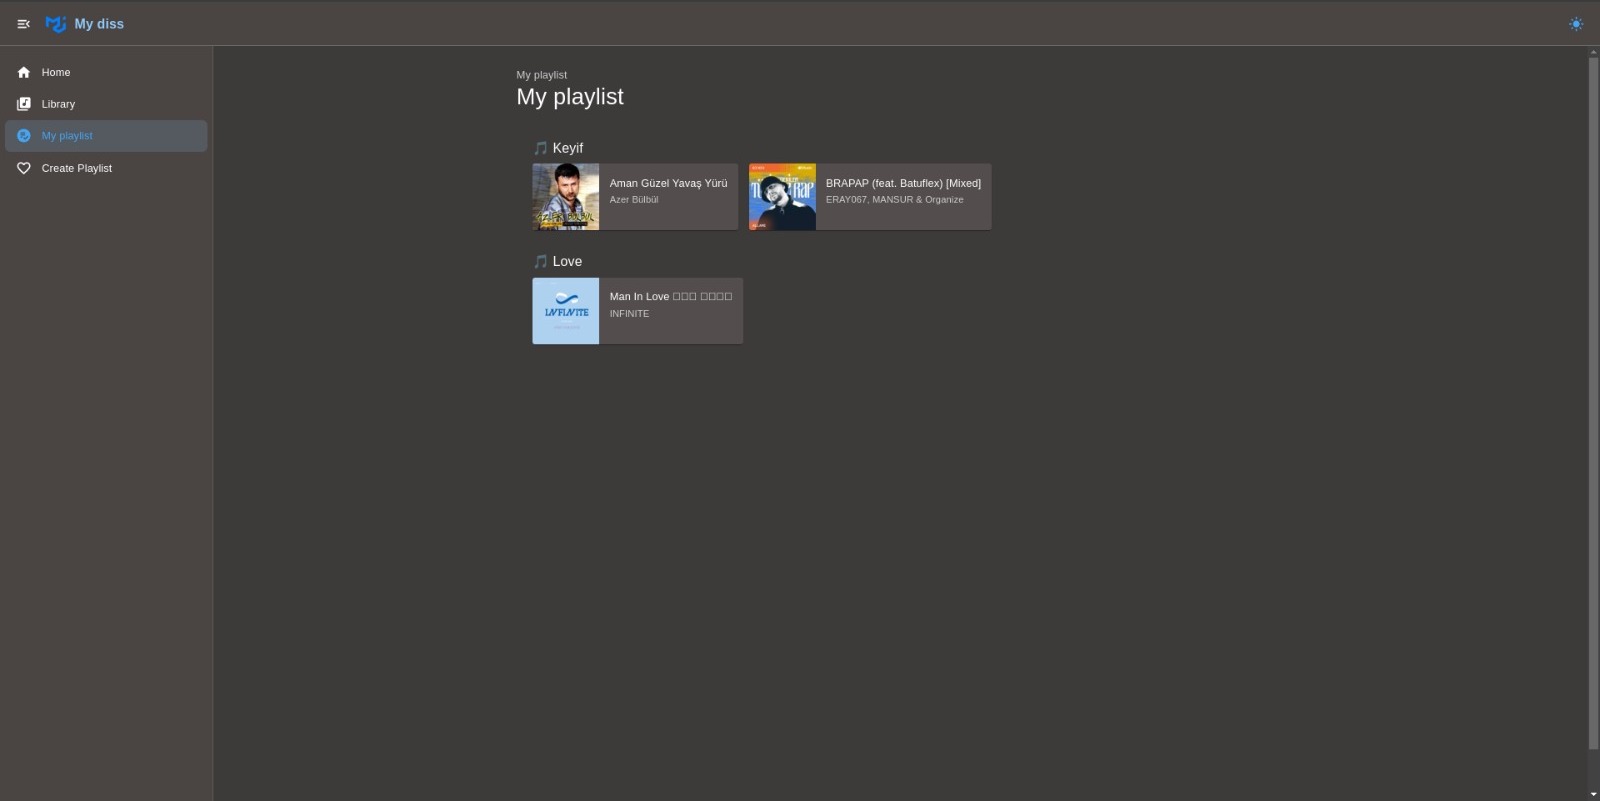 My diss
Home
Library
My playlist
Create Playlist
My playlist
My playlist
🎵 Keyif
Aman Güzel Yavaş Yürü
Azer Bülbül
BRAPAP (feat. Batuflex) [Mixed]
ERAY067, MANSUR & Organize
🎵 Love
INFINITE
Man In Love □□□ □□□□
INFINITE